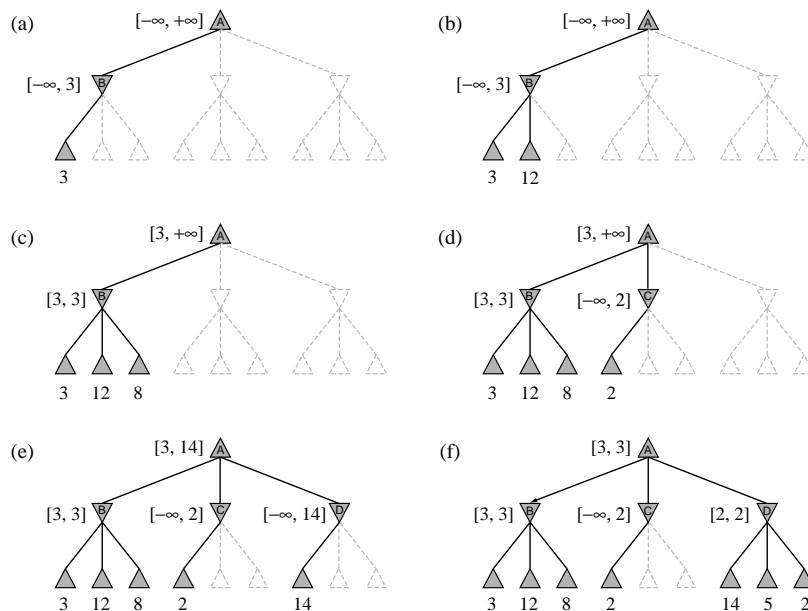 (a) [−∞, +∞] A
[−∞, 3] B
3
(b) [−∞, +∞] A
[−∞, 3] B
3 12
(c) [3, +∞] A
[3, 3] B
3 12 8
(d) [3, +∞] A
[3, 3] B [−∞, 2] C
3 12 8 2
(e) [3, 14] A
[3, 3] B [−∞, 2] C [−∞, 14] D
3 12 8 2 14
(f) [3, 3] A
[3, 3] B [−∞, 2] C [2, 2] D
3 12 8 2 14 5 2